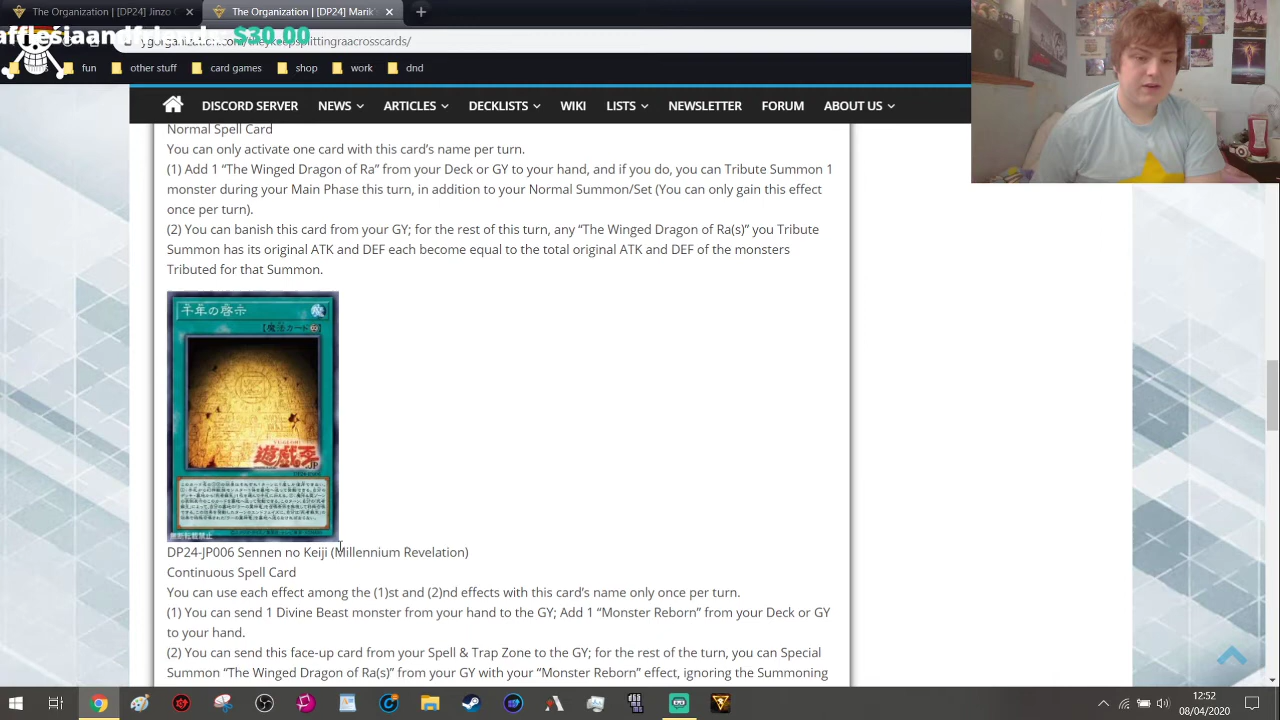 The Organization | [DP24] Jinzo C
The Organization | [DP24] Marik
afflesiaandfriends $30.00
fun
other stuff
card games
shop
work
dnd
DISCORD SERVER
NEWS
ARTICLES
DECKLISTS
WIKI
LISTS
NEWSLETTER
FORUM
ABOUT US
Normal Spell Card
You can only activate one card with this card's name per turn.
(1) Add 1 “The Winged Dragon of Ra” from your Deck or GY to your hand, and if you do, you can Tribute Summon 1
monster during your Main Phase this turn, in addition to your Normal Summon/Set (You can only gain this effect
once per turn).
(2) You can banish this card from your GY; for the rest of this turn, any “The Winged Dragon of Ra(s)” you Tribute
Summon has its original ATK and DEF each become equal to the total original ATK and DEF of the monsters
Tributed for that Summon.
千年の啓示
【魔法カード
遊戯王
JP
DP24-JP006 Sennen no Keiji (Millennium Revelation)
Continuous Spell Card
You can use each effect among the (1)st and (2)nd effects with this card's name only once per turn.
(1) You can send 1 Divine Beast monster from your hand to the GY; Add 1 “Monster Reborn” from your Deck or GY
to your hand.
(2) You can send this face-up card from your Spell & Trap Zone to the GY; for the rest of the turn, you can Special
Summon “The Winged Dragon of Ra(s)” from your GY with your “Monster Reborn” effect, ignoring the Summoning
12:52
08/04/2020